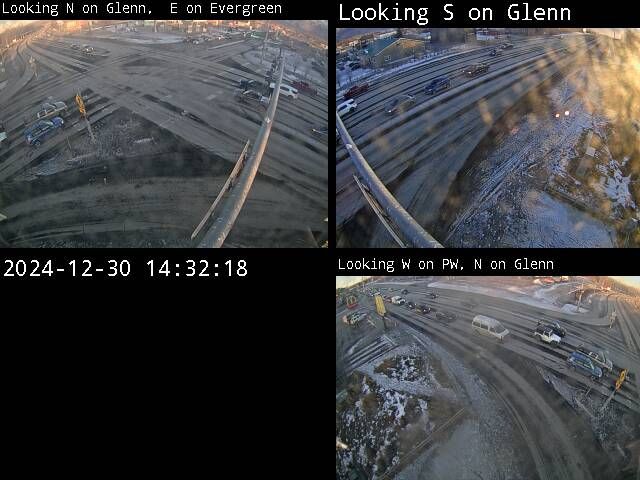 Looking N on Glenn, E on Evergreen
Looking S on Glenn
2024-12-30 14:32:18
Looking W on PW, N on Glenn